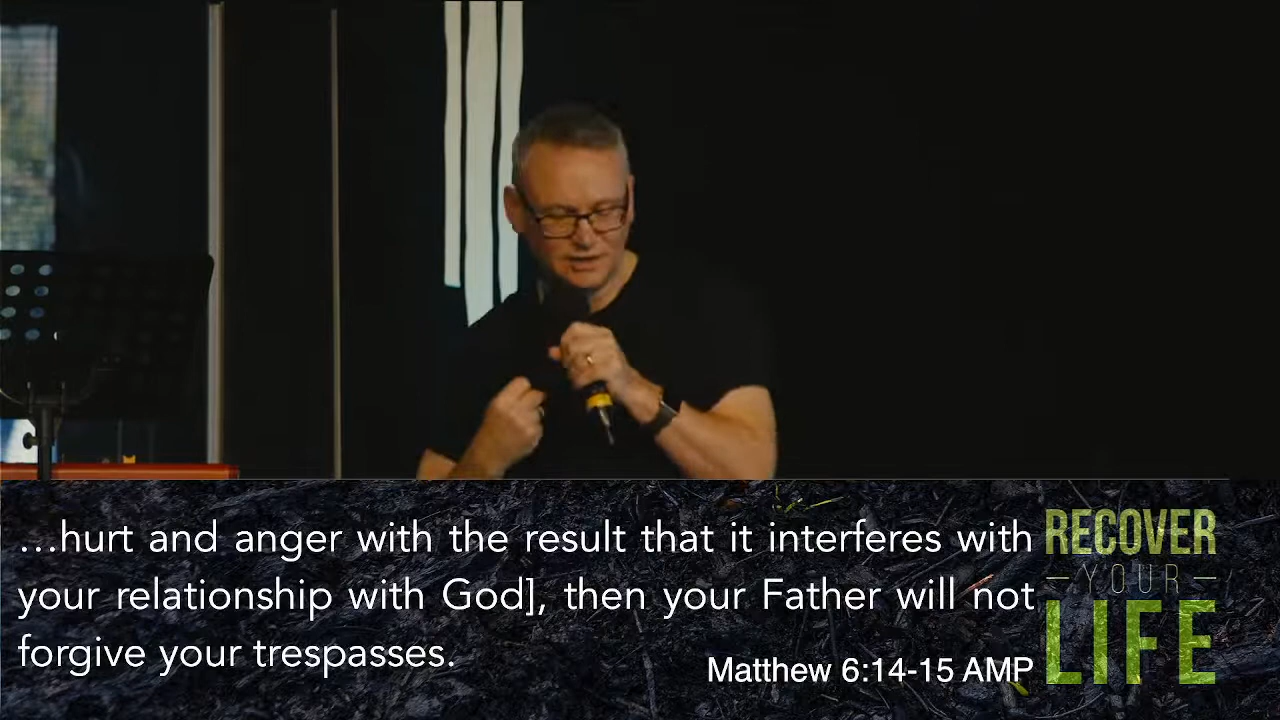 …hurt and anger with the result that it interferes with
your relationship with God], then your Father will not
forgive your trespasses.
Matthew 6:14-15 AMP
RECOVER
YOUR
LIFE